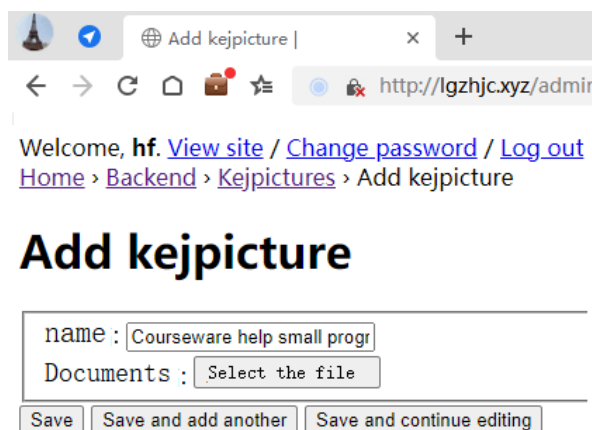 Add kejpicture |
http://lgzhjc.xyz/admin
Welcome, hf. View site / Change password / Log out
Home › Backend › Kejpictures › Add kejpicture
Add kejpicture
name : Courseware help small progr
Documents : Select the file
Save Save and add another Save and continue editing